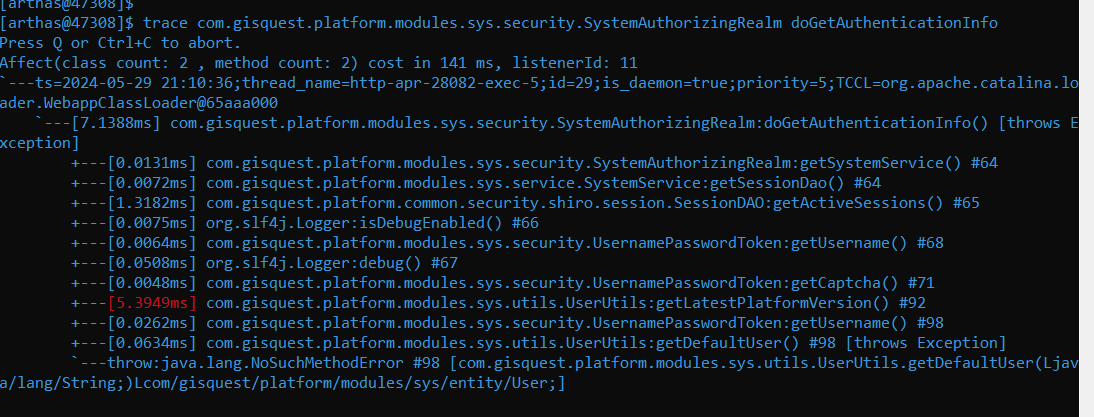 [arthas@47308]$
[arthas@47308]$ trace com.gisquest.platform.modules.sys.security.SystemAuthorizingRealm doGetAuthenticationInfo
Press Q or Ctrl+C to abort.
Affect(class count: 2 , method count: 2) cost in 141 ms, listenerId: 11
`---ts=2024-05-29 21:10:36;thread_name=http-apr-28082-exec-5;id=29;is_daemon=true;priority=5;TCCL=org.apache.catalina.lo
ader.WebappClassLoader@65aaa000
    `---[7.1388ms] com.gisquest.platform.modules.sys.security.SystemAuthorizingRealm:doGetAuthenticationInfo() [throws E
xception]
        +---[0.0131ms] com.gisquest.platform.modules.sys.security.SystemAuthorizingRealm:getSystemService() #64
        +---[0.0072ms] com.gisquest.platform.modules.sys.service.SystemService:getSessionDao() #64
        +---[1.3182ms] com.gisquest.platform.common.security.shiro.session.SessionDAO:getActiveSessions() #65
        +---[0.0075ms] org.slf4j.Logger:isDebugEnabled() #66
        +---[0.0064ms] com.gisquest.platform.modules.sys.security.UsernamePasswordToken:getUsername() #68
        +---[0.0508ms] org.slf4j.Logger:debug() #67
        +---[0.0048ms] com.gisquest.platform.modules.sys.security.UsernamePasswordToken:getCaptcha() #71
        +---[5.3949ms] com.gisquest.platform.modules.sys.utils.UserUtils:getLatestPlatformVersion() #92
        +---[0.0262ms] com.gisquest.platform.modules.sys.security.UsernamePasswordToken:getUsername() #98
        +---[0.0634ms] com.gisquest.platform.modules.sys.utils.UserUtils:getDefaultUser() #98 [throws Exception]
        `---throw:java.lang.NoSuchMethodError #98 [com.gisquest.platform.modules.sys.utils.UserUtils.getDefaultUser(Ljav
a/lang/String;)Lcom/gisquest/platform/modules/sys/entity/User;]